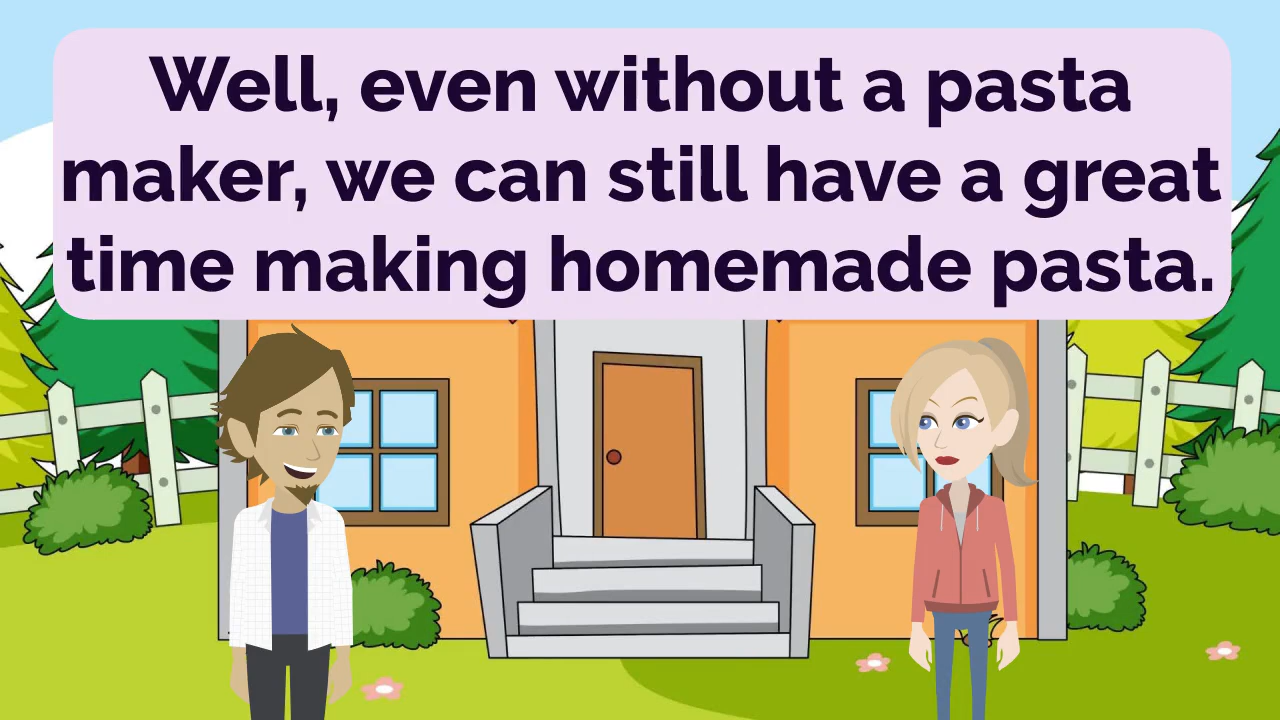 Well, even without a pasta
maker, we can still have a great
time making homemade pasta.